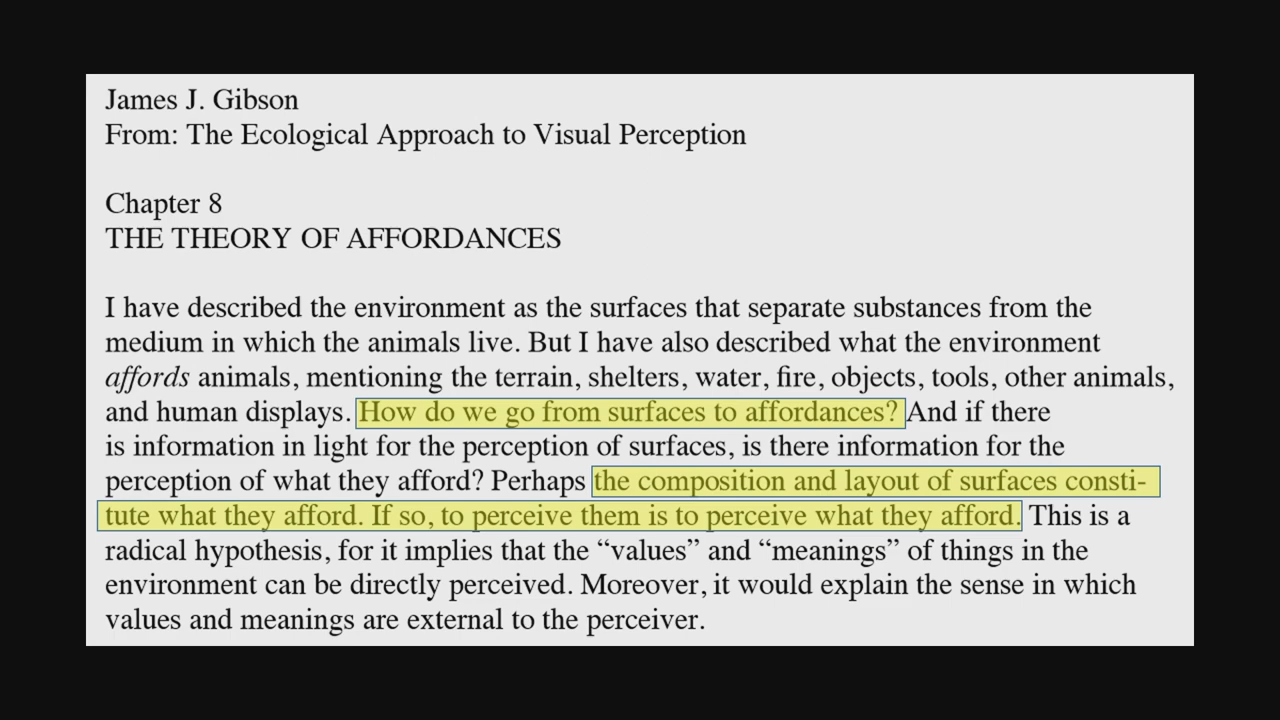 James J. Gibson
From: The Ecological Approach to Visual Perception
Chapter 8
THE THEORY OF AFFORDANCES
I have described the environment as the surfaces that separate substances from the
medium in which the animals live. But I have also described what the environment
affords animals, mentioning the terrain, shelters, water, fire, objects, tools, other animals,
and human displays. How do we go from surfaces to affordances? And if there
is information in light for the perception of surfaces, is there information for the
perception of what they afford? Perhaps the composition and layout of surfaces consti-
tute what they afford. If so, to perceive them is to perceive what they afford. This is a
radical hypothesis, for it implies that the “values” and “meanings” of things in the
environment can be directly perceived. Moreover, it would explain the sense in which
values and meanings are external to the perceiver.